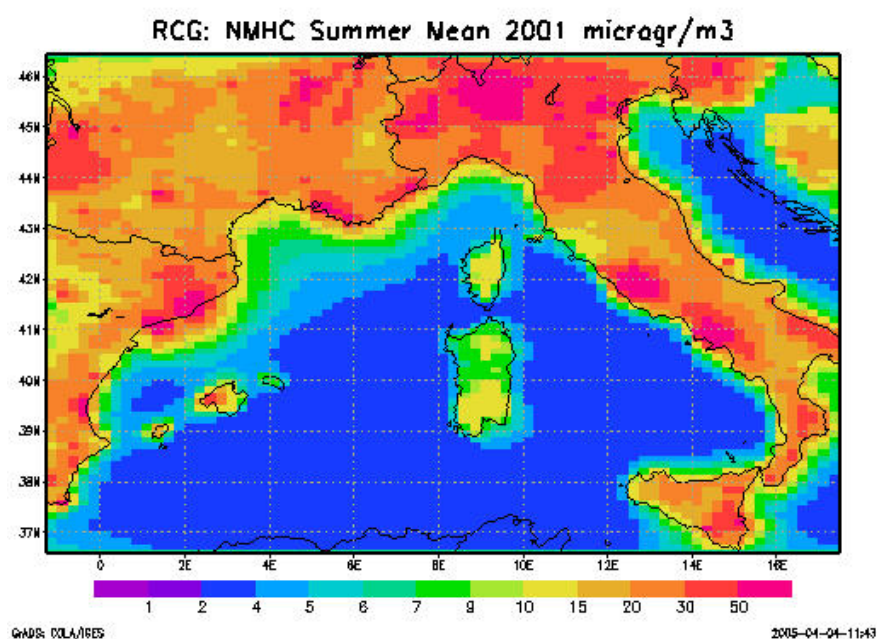 RCG: NMHC Summer Mean 2001 microgr/m3
46N
45N
44N
43N
42N
41N
40N
39N
38N
37N
0 2E 4E 6E 8E 10E 12E 14E 16E
1 2 4 5 6 7 9 10 15 20 30 50
GrADS: COLA/IGES 2005-04-04-11:43